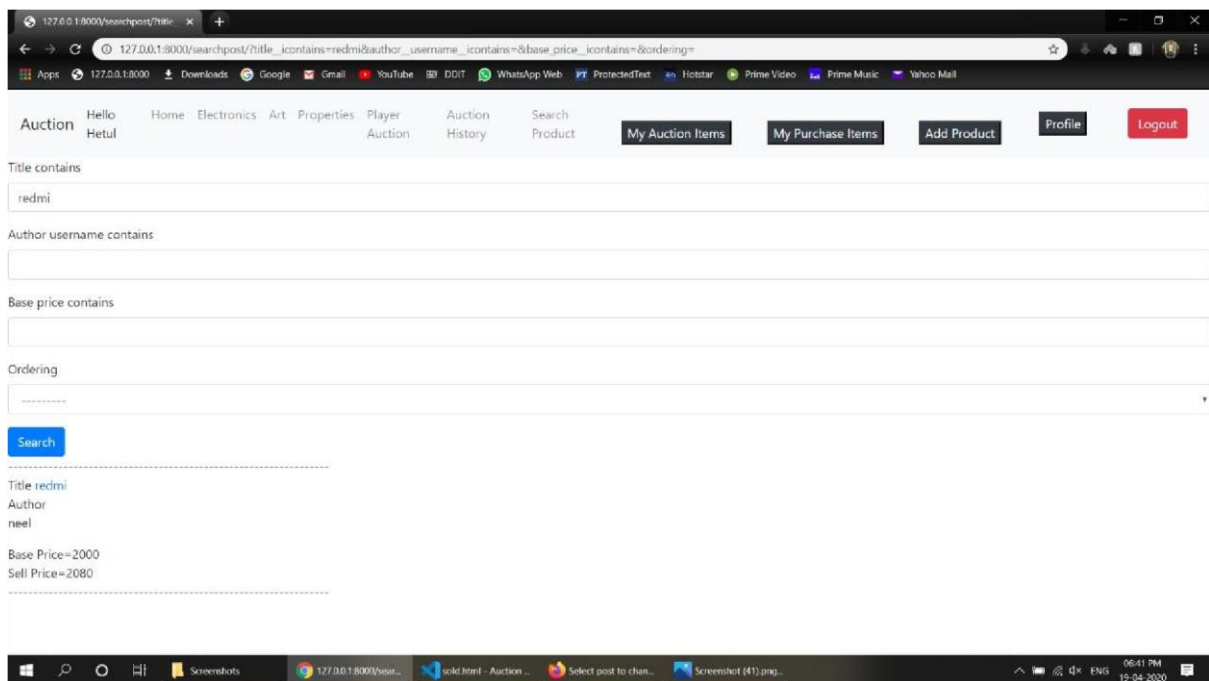 127.0.0.1:8000/searchpost/?title_
127.0.0.1:8000/searchpost/?title__icontains=redmi&author__username__icontains=&base_price__icontains=&ordering=
Apps 127.0.0.1:8000 Downloads Google Gmail YouTube DDIT WhatsApp Web PT ProtectedText Hotstar Prime Video Prime Music Yahoo Mail
Auction Hello Hetul Home Electronics Art Properties Player Auction Auction History Search Product My Auction Items My Purchase Items Add Product Profile Logout
Title contains
redmi
Author username contains
Base price contains
Ordering
---------
Search
----------------------------------------------------------------
Title redmi
Author
neel
Base Price=2000
Sell Price=2080
----------------------------------------------------------------
Screenshots 127.0.0.1:8000/sear... sold.html - Auction ... Select post to chan... Screenshot (41).png... ENG 06:41 PM
19-04-2020